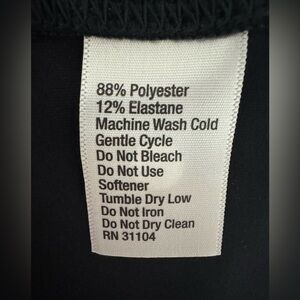 88% Polyester
12% Elastane
Machine Wash Cold
Gentle Cycle
Do Not Bleach
Do Not Use
Softener
Tumble Dry Low
Do Not Iron
Do Not Dry Clean
RN 31104